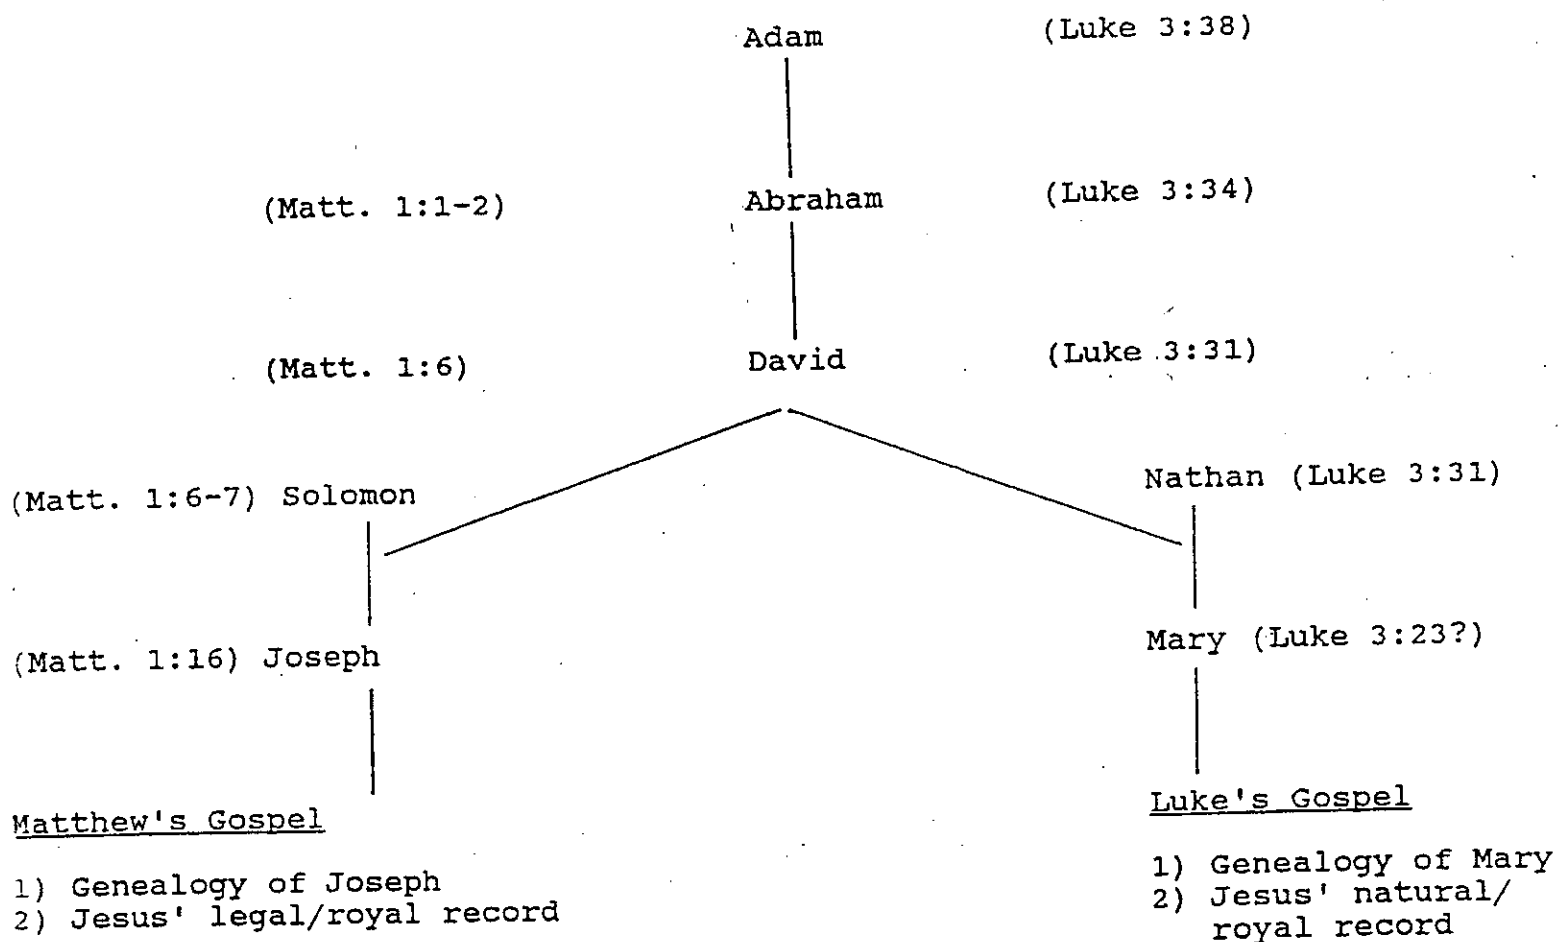 Adam (Luke 3:38)
(Matt. 1:1-2) Abraham (Luke 3:34)
(Matt. 1:6) David (Luke 3:31)
(Matt. 1:6-7) Solomon Nathan (Luke 3:31)
(Matt. 1:16) Joseph Mary (Luke 3:23?)
Matthew's Gospel
1) Genealogy of Joseph
2) Jesus' legal/royal record
Luke's Gospel
1) Genealogy of Mary
2) Jesus' natural/
royal record